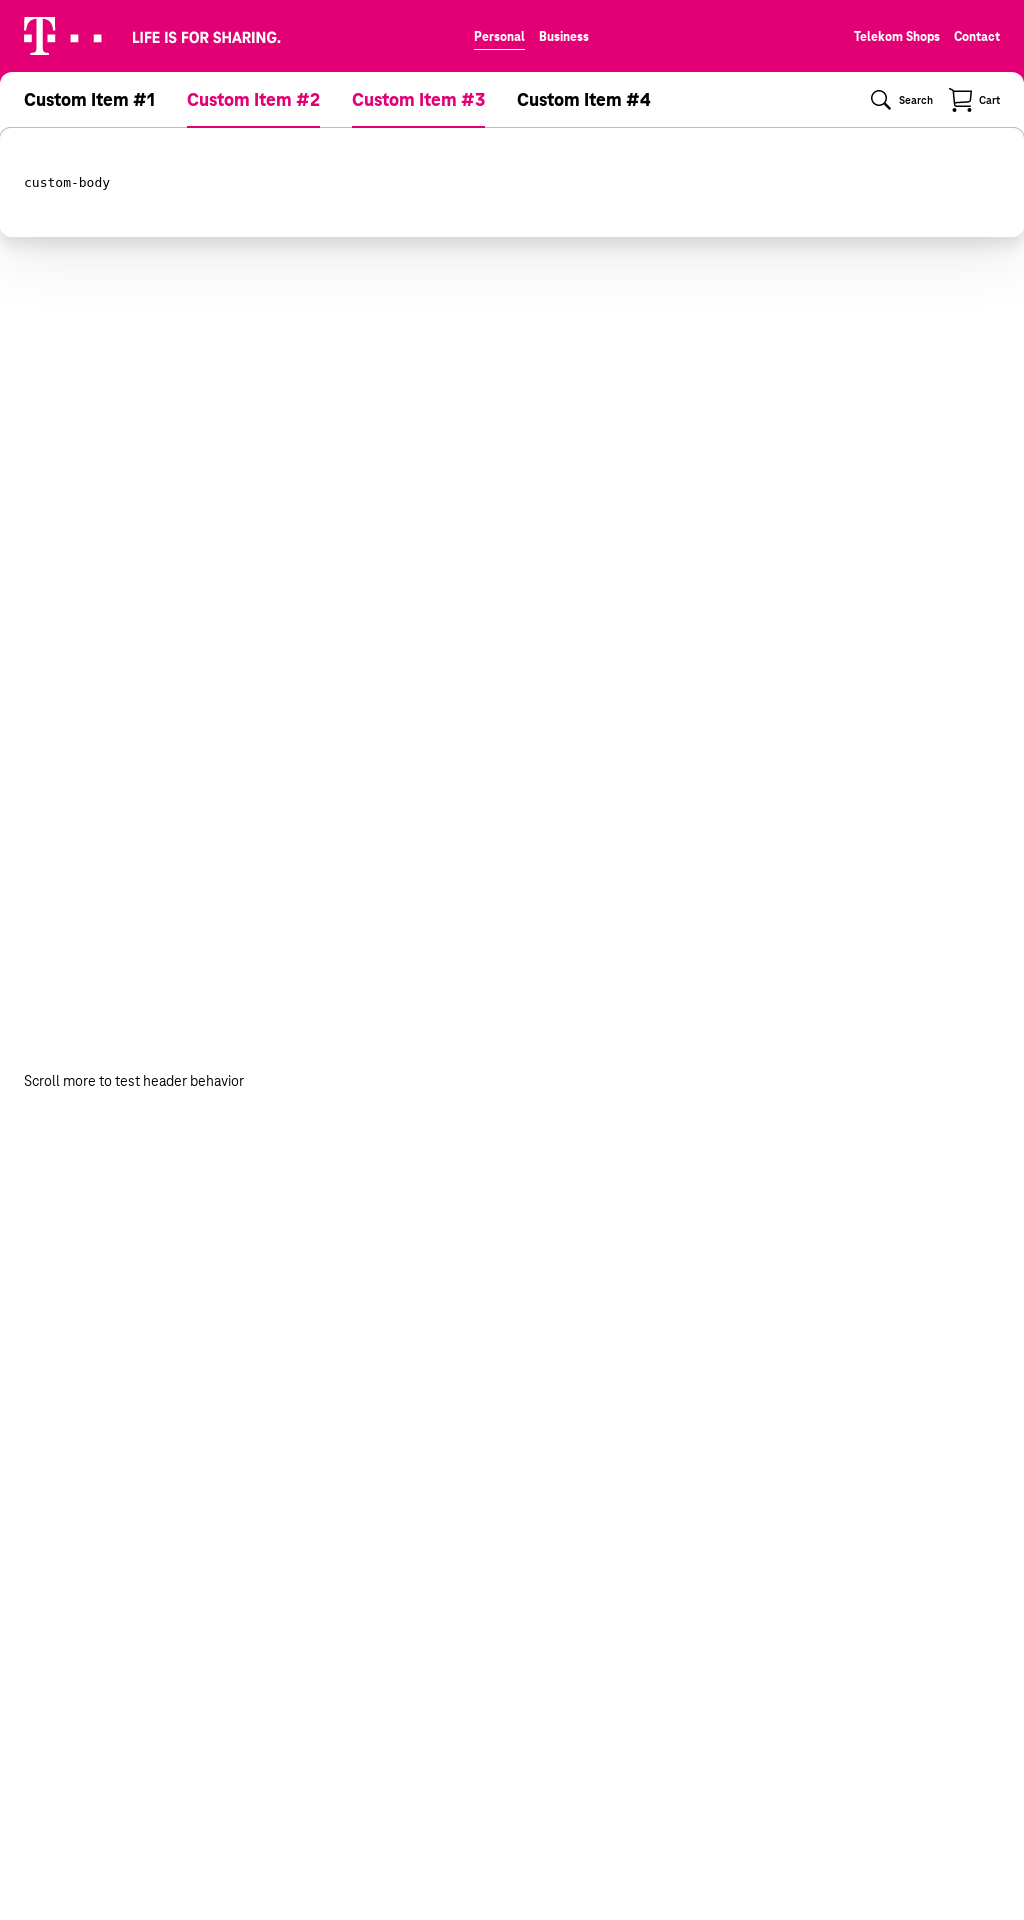 T LIFE IS FOR SHARING. Personal Business Telekom Shops Contact
Custom Item #1 Custom Item #2 Custom Item #3 Custom Item #4 Search Cart
custom-body
Scroll more to test header behavior